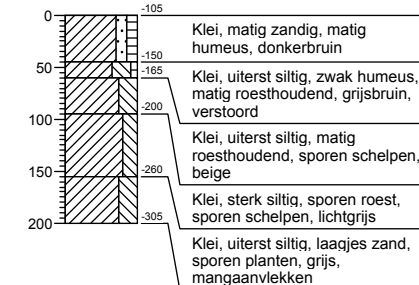 0
50
100
150
200
-105
-150
-165
-200
-260
-305
Klei, matig zandig, matig
humeus, donkerbruin
Klei, uiterst siltig, zwak humeus,
matig roesthoudend, grijsbruin,
verstoord
Klei, uiterst siltig, matig
roesthoudend, sporen schelpen,
beige
Klei, sterk siltig, sporen roest,
sporen schelpen, lichtgrijs
Klei, uiterst siltig, laagjes zand,
sporen planten, grijs,
mangaanvlekken